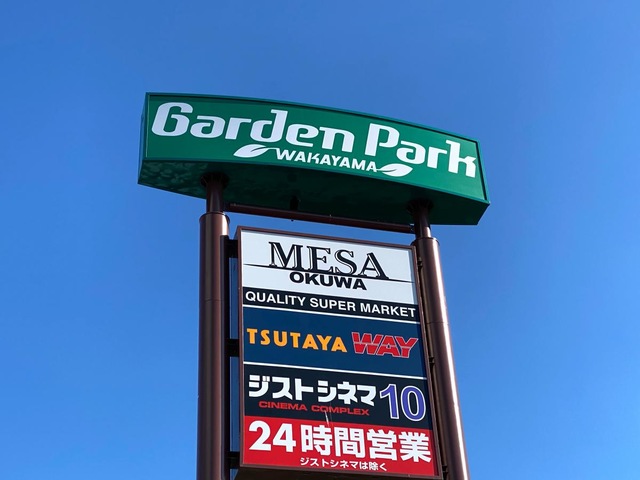 Garden Park
WAKAYAMA
MESA
OKUWA
QUALITY SUPER MARKET
TSUTAYA WAY
ジストシネマ10
CINEMA COMPLEX
24時間営業
ジストシネマは除く